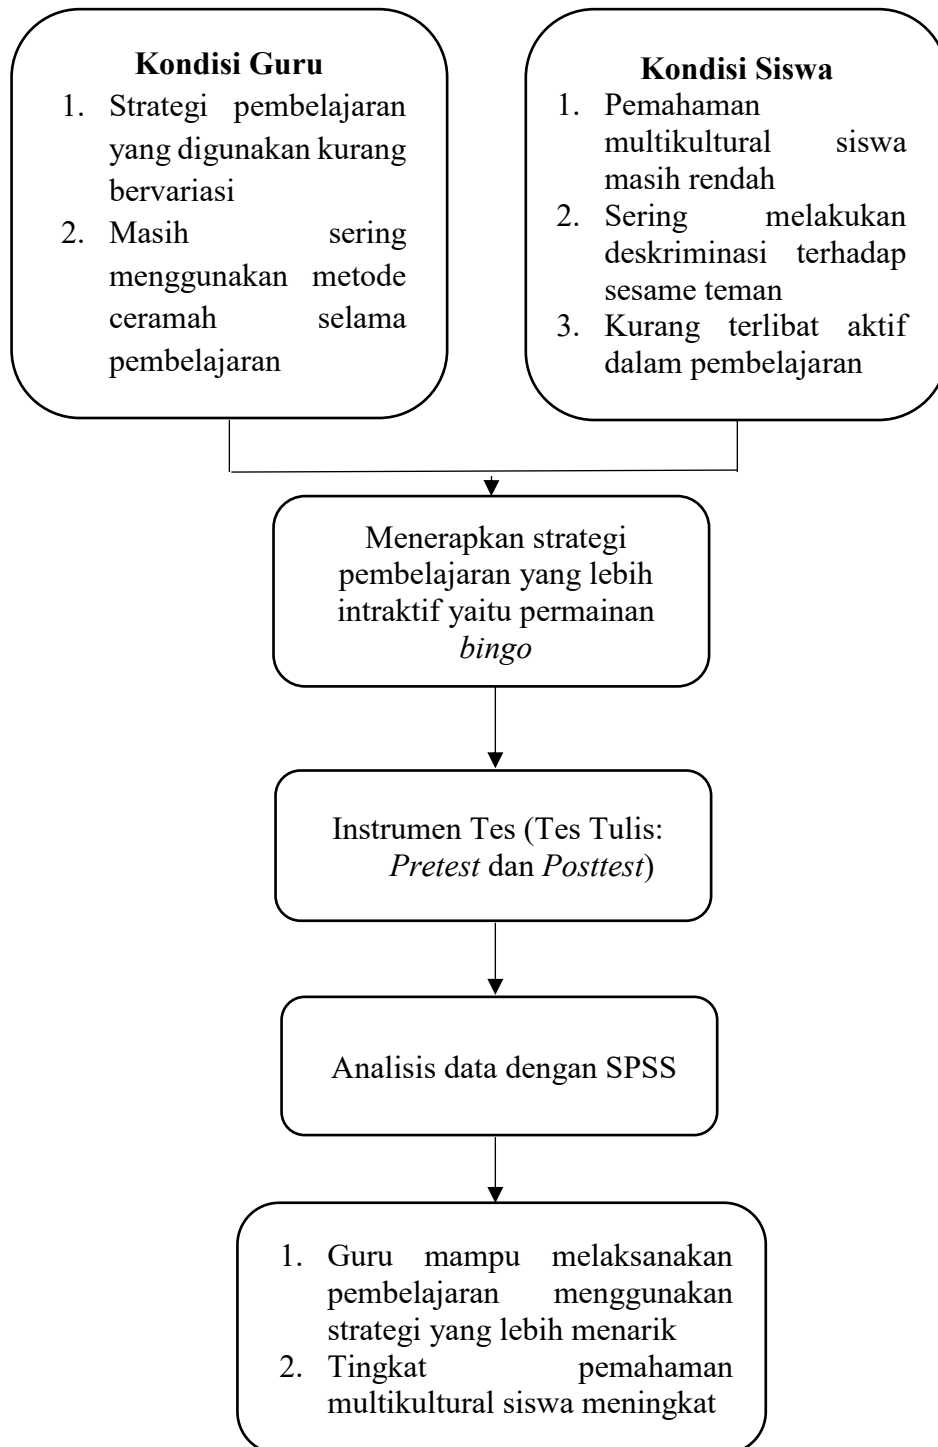 Kondisi Guru
1. Strategi pembelajaran
yang digunakan kurang
bervariasi
2. Masih sering
menggunakan metode
ceramah selama
pembelajaran
Kondisi Siswa
1. Pemahaman
multikultural siswa
masih rendah
2. Sering melakukan
deskriminasi terhadap
sesame teman
3. Kurang terlibat aktif
dalam pembelajaran
Menerapkan strategi
pembelajaran yang lebih
intraktif yaitu permainan
bingo
Instrumen Tes (Tes Tulis:
Pretest dan Posttest)
Analisis data dengan SPSS
1. Guru mampu melaksanakan
pembelajaran menggunakan
strategi yang lebih menarik
2. Tingkat pemahaman
multikultural siswa meningkat